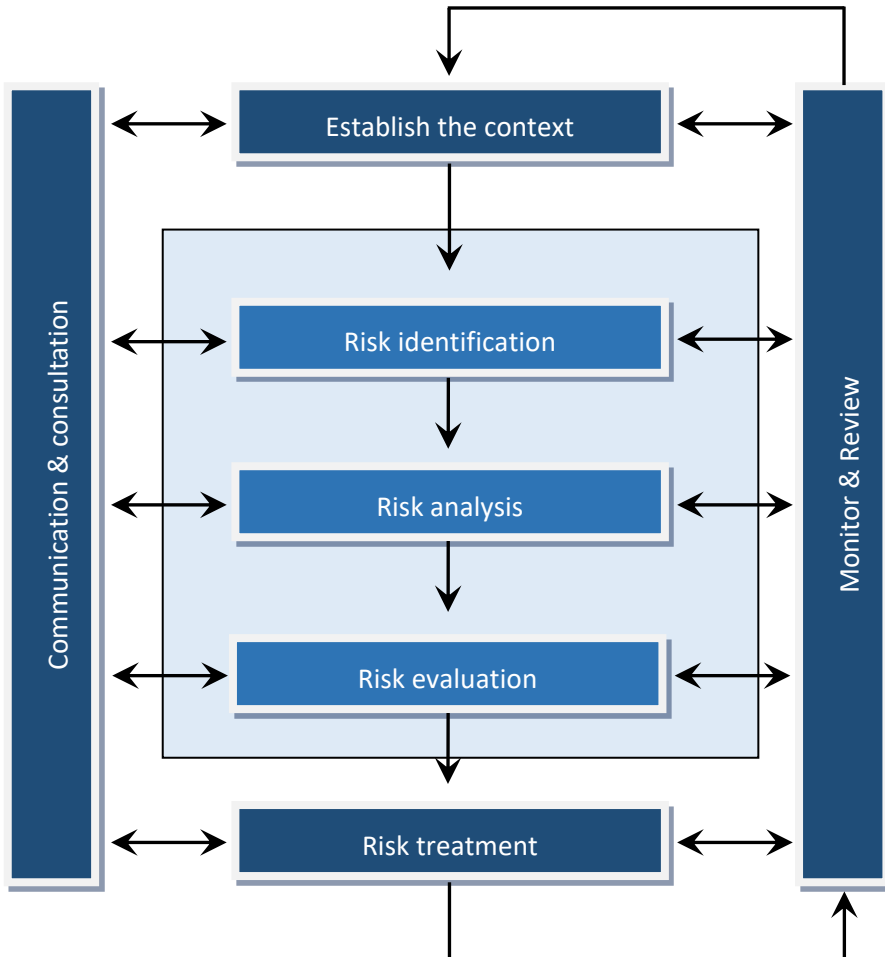 Establish the context
Communication & consultation
Risk identification
Monitor & Review
Risk analysis
Risk evaluation
Risk treatment